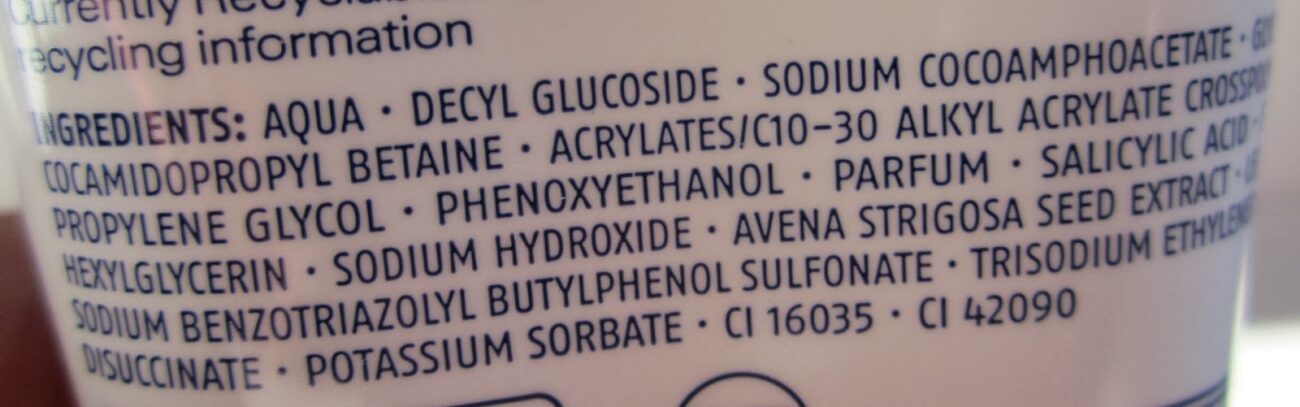 Currently
recycling information
INGREDIENTS: AQUA · DECYL GLUCOSIDE · SODIUM COCOAMPHOACETATE ·
COCAMIDOPROPYL BETAINE · ACRYLATES/C10-30 ALKYL ACRYLATE
PROPYLENE GLYCOL · PHENOXYETHANOL · PARFUM · SALICYLIC ACID ·
HEXYLGLYCERIN · SODIUM HYDROXIDE · AVENA STRIGOSA SEED EXTRACT ·
SODIUM BENZOTRIAZOLYL BUTYLPHENOL SULFONATE · TRISODIUM
DISUCCINATE · POTASSIUM SORBATE · CI 16035 · CI 42090